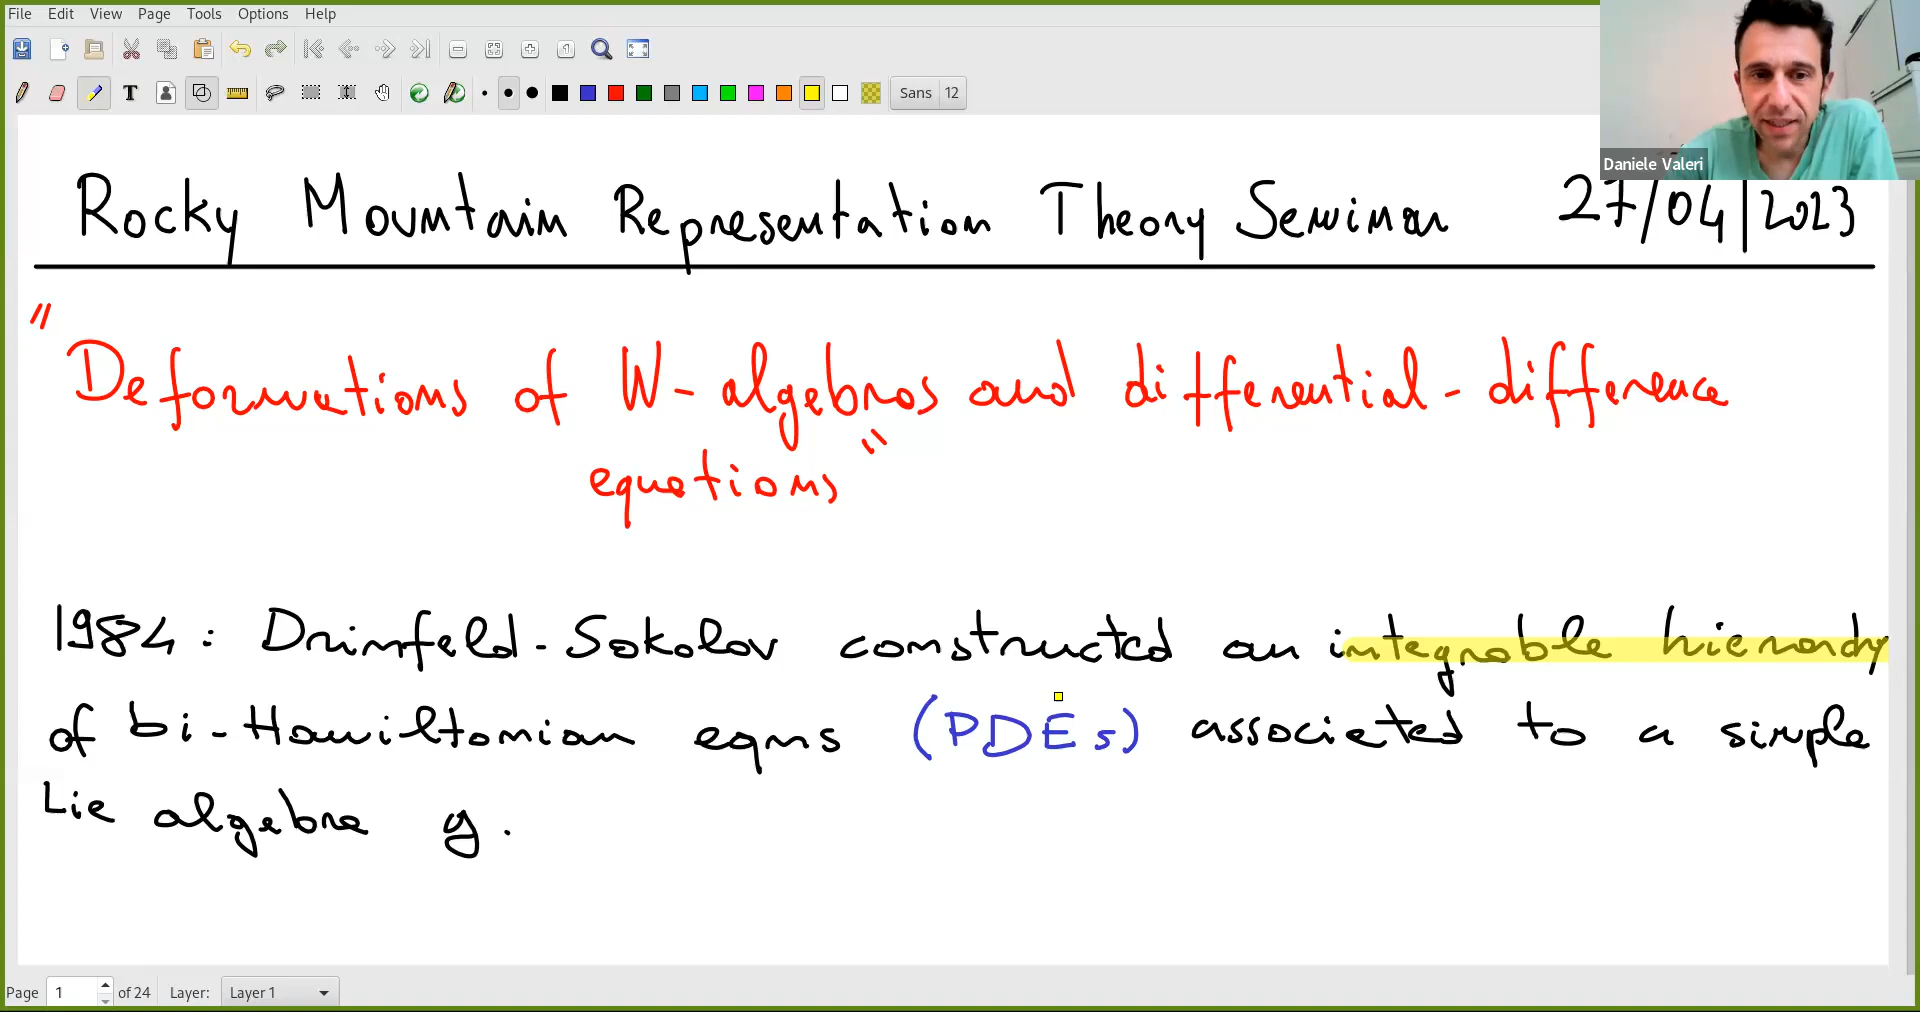 File Edit View Page Tools Options Help
Sans 12
Daniele Valeri
Rocky Mountain Representation Theory Seminar 27/04/2023
"Deformations of W-algebras and differential-difference
equations"
1984: Drinfeld-Sokolov constructed an integrable hierarchy
of bi-Hamiltonian eqns (PDEs) associated to a simple
Lie algebra g.
Page 1 of 24 Layer: Layer 1